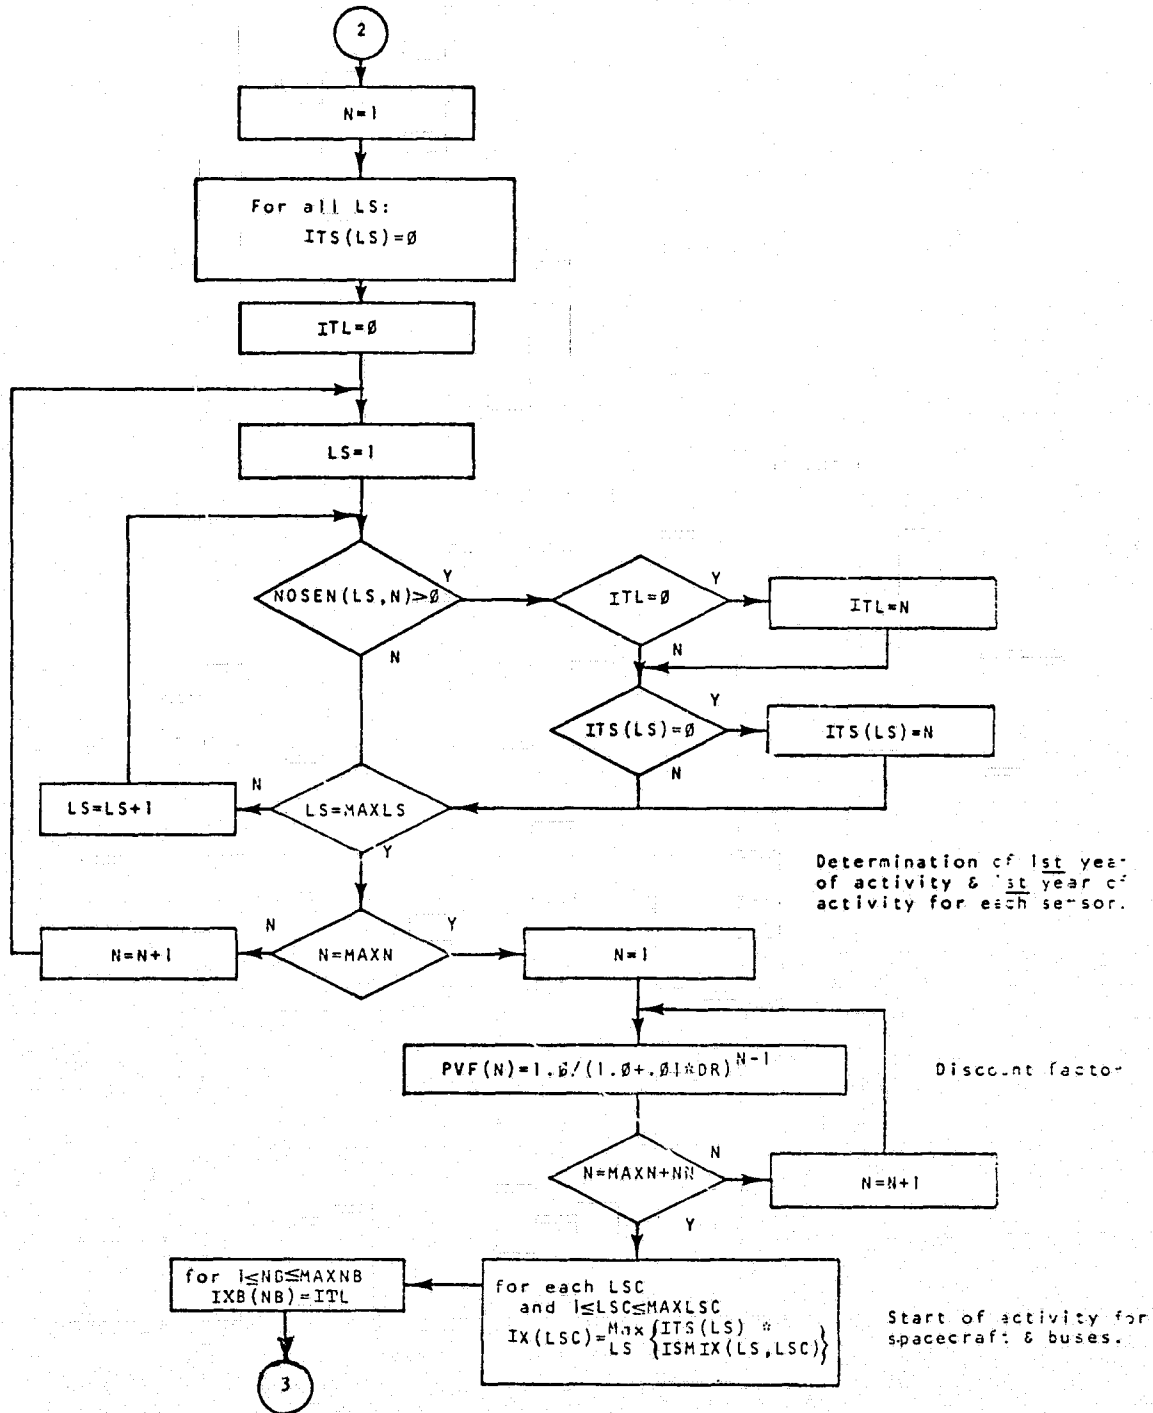 2
N=1
For all LS:
ITS(LS)=Ø
ITL=Ø
LS=1
NOSEN(LS,N)>Ø
Y
N
ITL=Ø
Y
N
ITL=N
ITS(LS)=Ø
Y
N
ITS(LS)=N
LS=MAXLS
N
Y
LS=LS+1
Determination of 1st year
of activity & 1st year of
activity for each sensor.
N=MAXN
N
Y
N=N+1
N=1
PVF(N)=1.Ø/(1.Ø+.Ø1*DR)^N-1
Discount factor
N=MAXN+NN
N
Y
N=N+1
for each LSC
and 1≤LSC≤MAXLSC
IX(LSC)=Max {ITS(LS) *
LS {ISMIX(LS,LSC)}
Start of activity for
spacecraft & buses.
for 1≤NB≤MAXNB
IXB(NB)=ITL
3